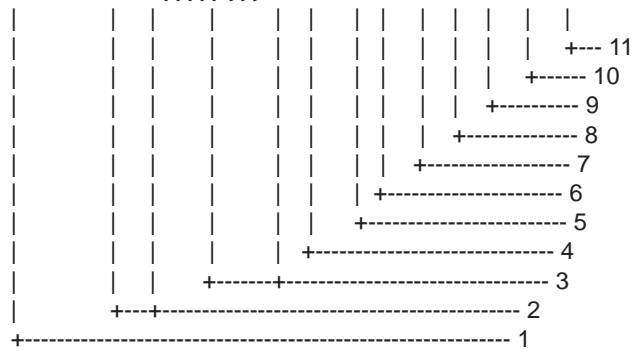 | | | | | | | | | | | | |
| | | | | | | | | | | | +--- 11
| | | | | | | | | | | +------ 10
| | | | | | | | | | +--------- 9
| | | | | | | | | +------------ 8
| | | | | | | | +--------------- 7
| | | | | | | +------------------ 6
| | | | | | +--------------------- 5
| | | | | +------------------------ 4
| | | +-------+--------------------------- 3
| +---+------------------------------------- 2
+------------------------------------------------- 1